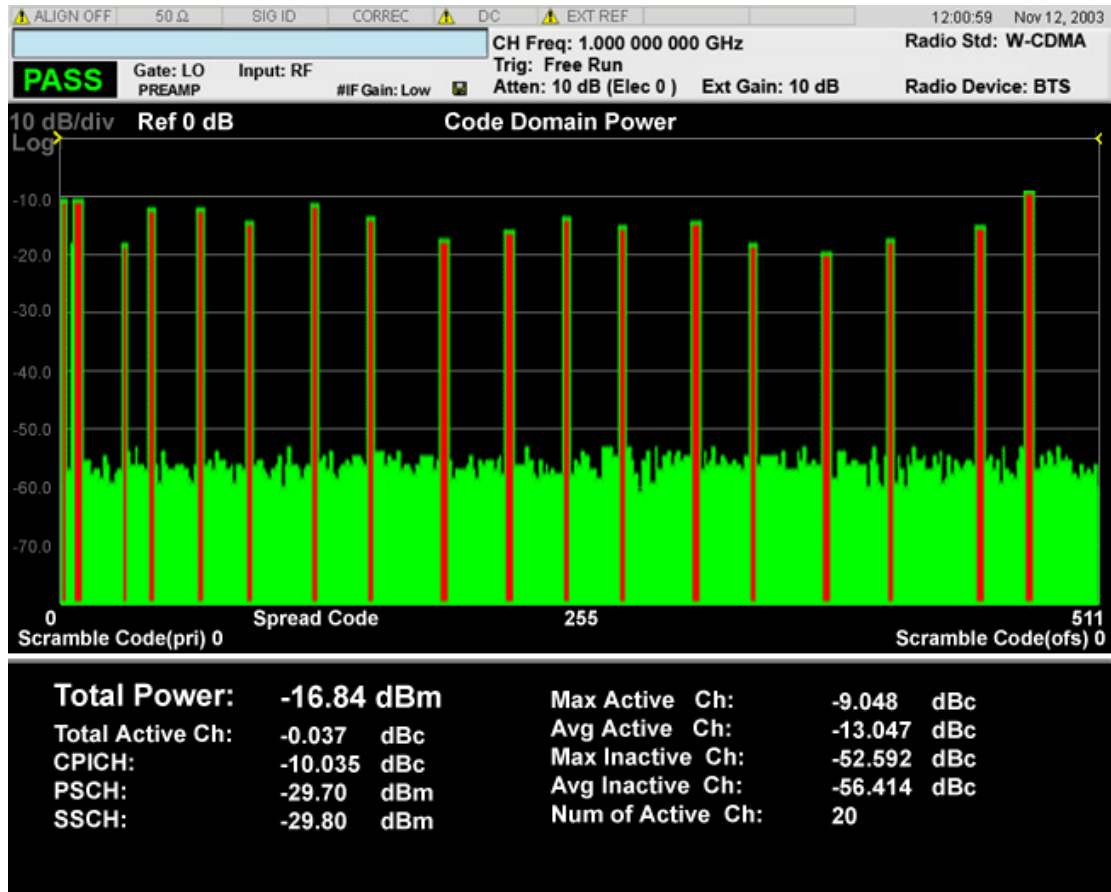 ALIGN OFF 50 Ω SIG ID CORREC DC EXT REF 12:00:59 Nov 12, 2003
CH Freq: 1.000 000 000 GHz Radio Std: W-CDMA
PASS Gate: LO Input: RF Trig: Free Run
PREAMP #IF Gain: Low Atten: 10 dB (Elec 0 ) Ext Gain: 10 dB Radio Device: BTS
10 dB/div Ref 0 dB Code Domain Power
Log
-10.0
-20.0
-30.0
-40.0
-50.0
-60.0
-70.0
0 Spread Code 255 511
Scramble Code(pri) 0 Scramble Code(ofs) 0
Total Power: -16.84 dBm
Total Active Ch: -0.037 dBc
CPICH: -10.035 dBc
PSCH: -29.70 dBm
SSCH: -29.80 dBm
Max Active Ch: -9.048 dBc
Avg Active Ch: -13.047 dBc
Max Inactive Ch: -52.592 dBc
Avg Inactive Ch: -56.414 dBc
Num of Active Ch: 20